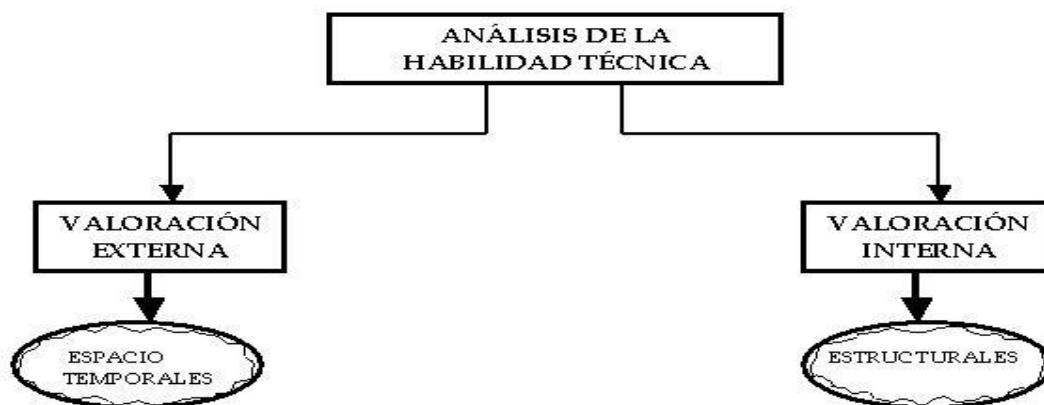 ANÁLISIS DE LA
HABILIDAD TÉCNICA
VALORACIÓN
EXTERNA
VALORACIÓN
INTERNA
ESPACIO
TEMPORALES
ESTRUCTURALES